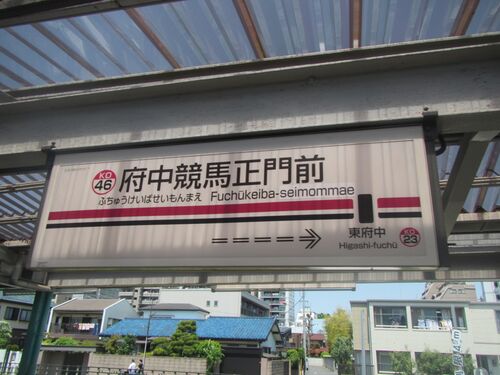 KO
46
府中競馬正門前
ふちゅうけいばせいもんまえ
Fuchūkeiba-seimommae
東府中
Higashi-fuchū
KO
23